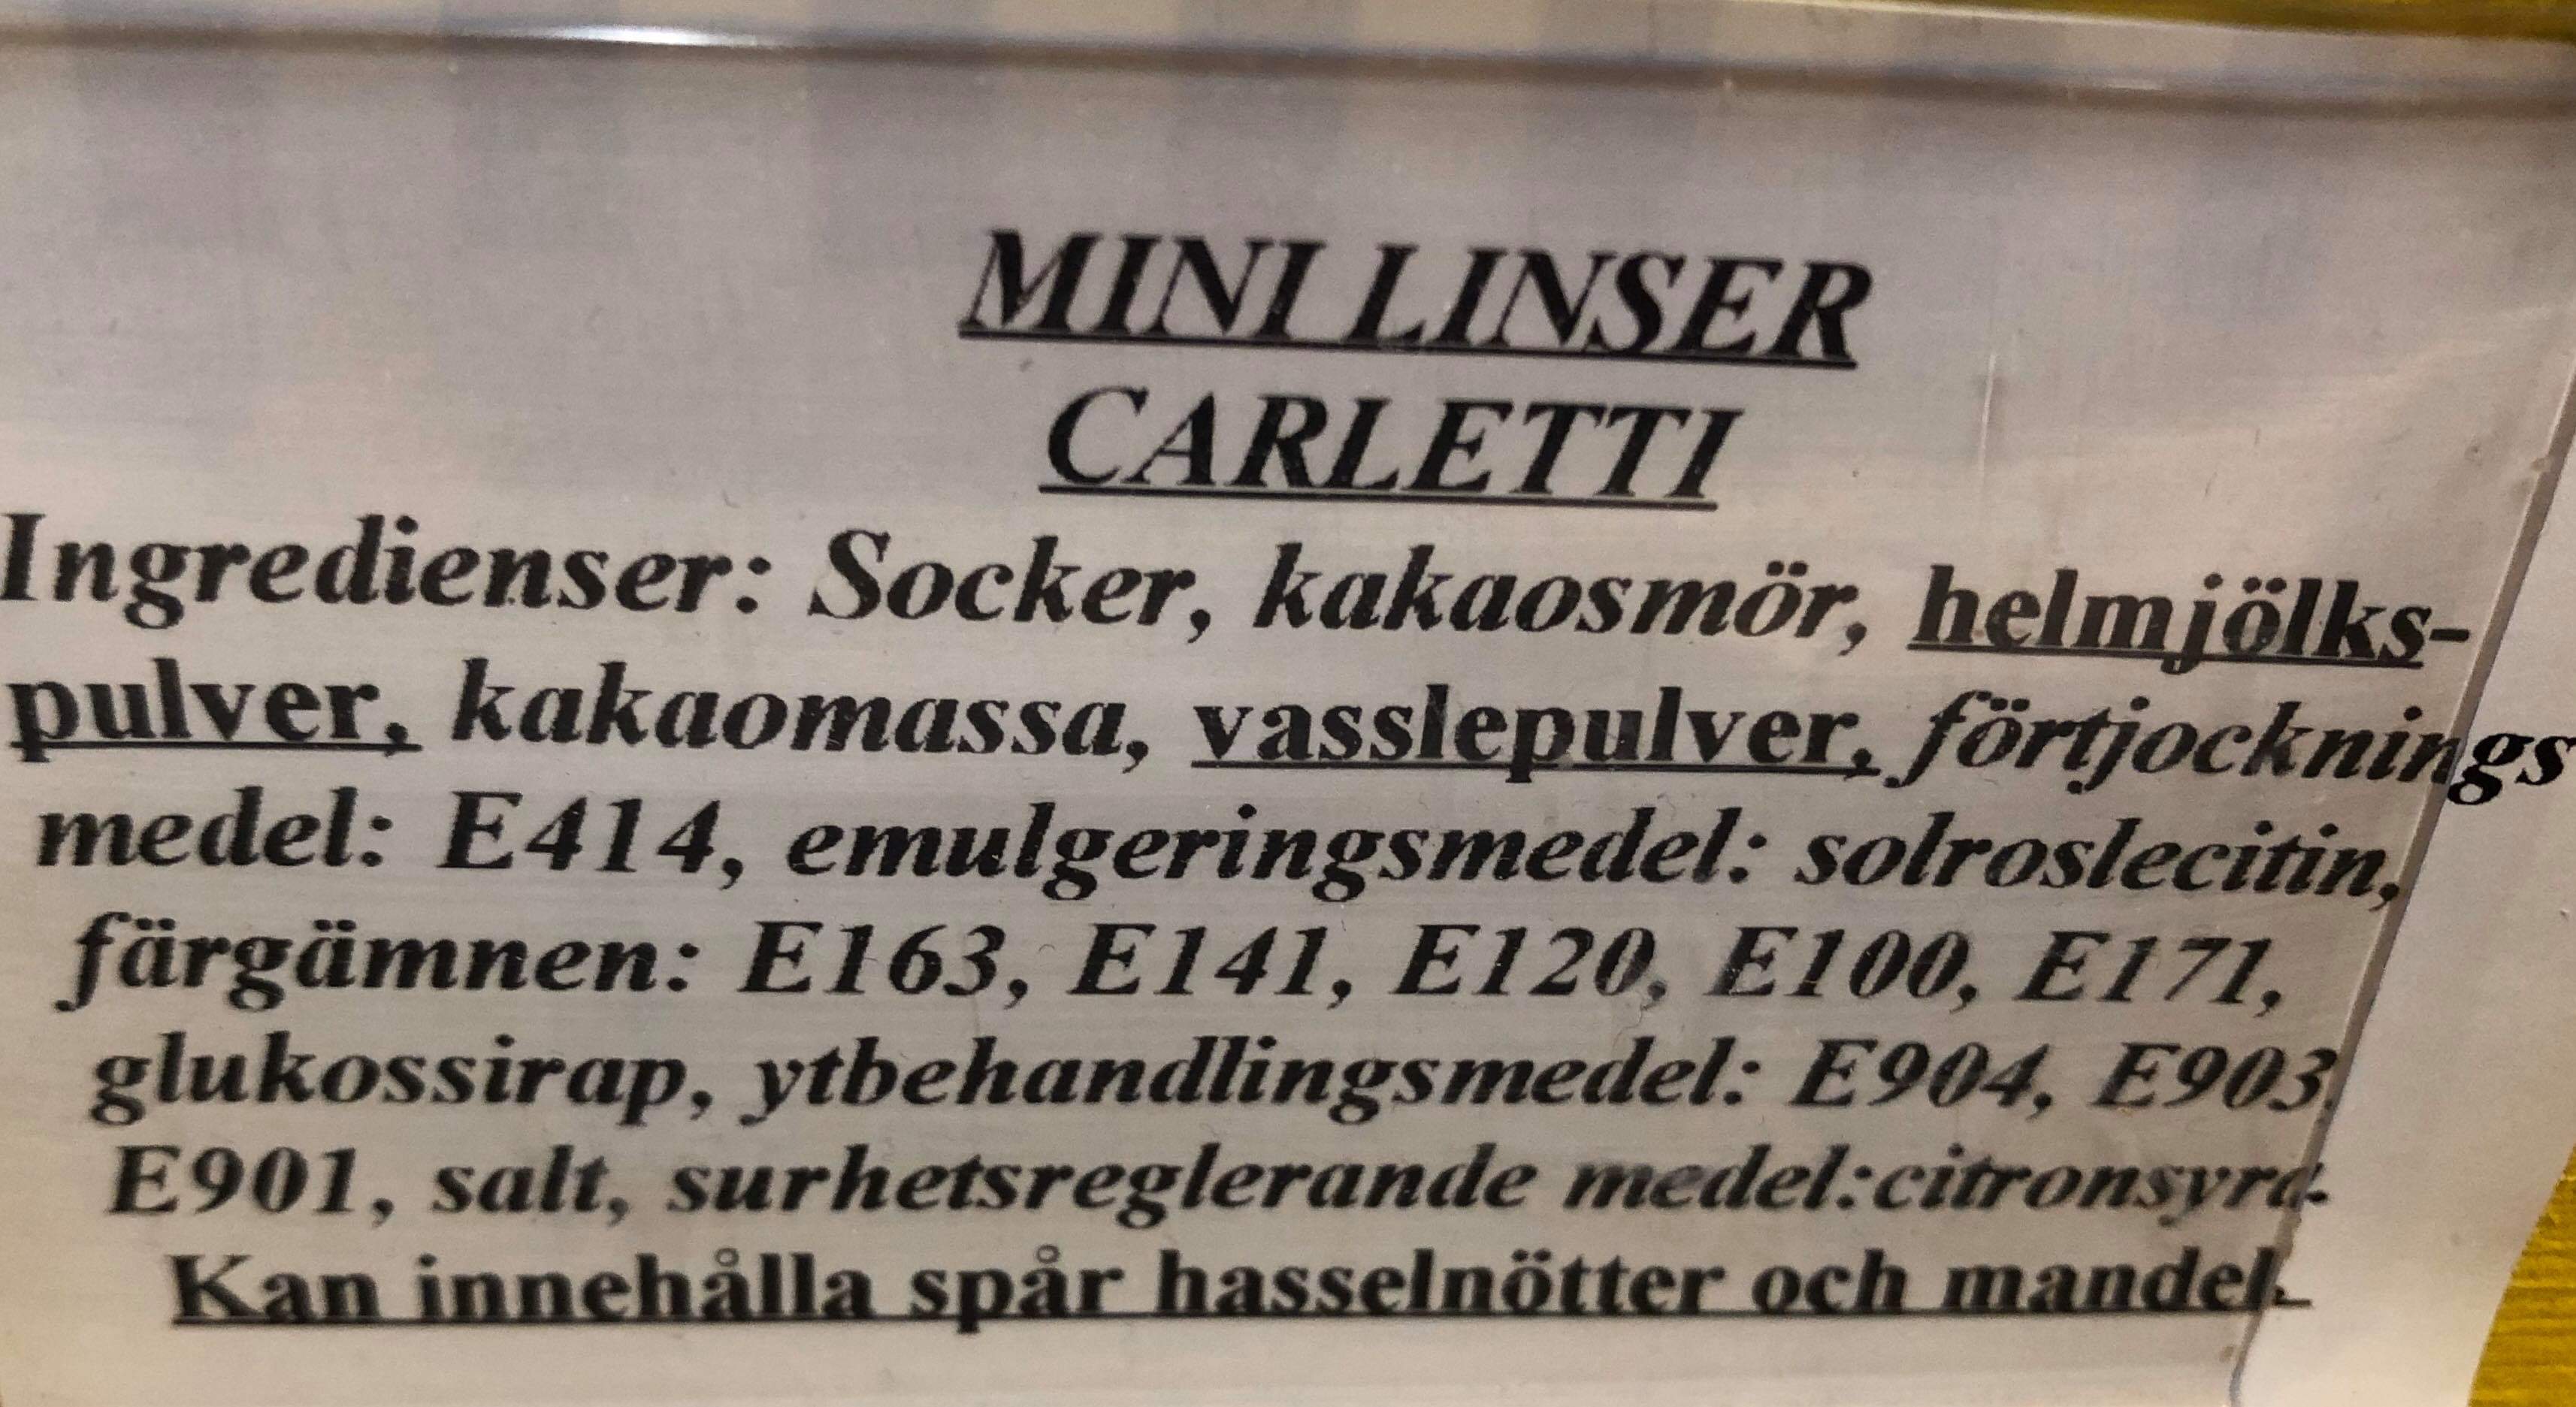 MINI LINSER
CARLETTI
Ingredienser: Socker, kakaosmör, helmjölks-
pulver, kakaomassa, vasslepulver, förtjocknings
medel: E414, emulgeringsmedel: solroslecitin,
färgämnen: E163, E141, E120, E100, E171,
glukossirap, ytbehandlingsmedel: E904, E903,
E901, salt, surhetsreglerande medel:citronsyra.
Kan innehålla spår hasselnötter och mandel.